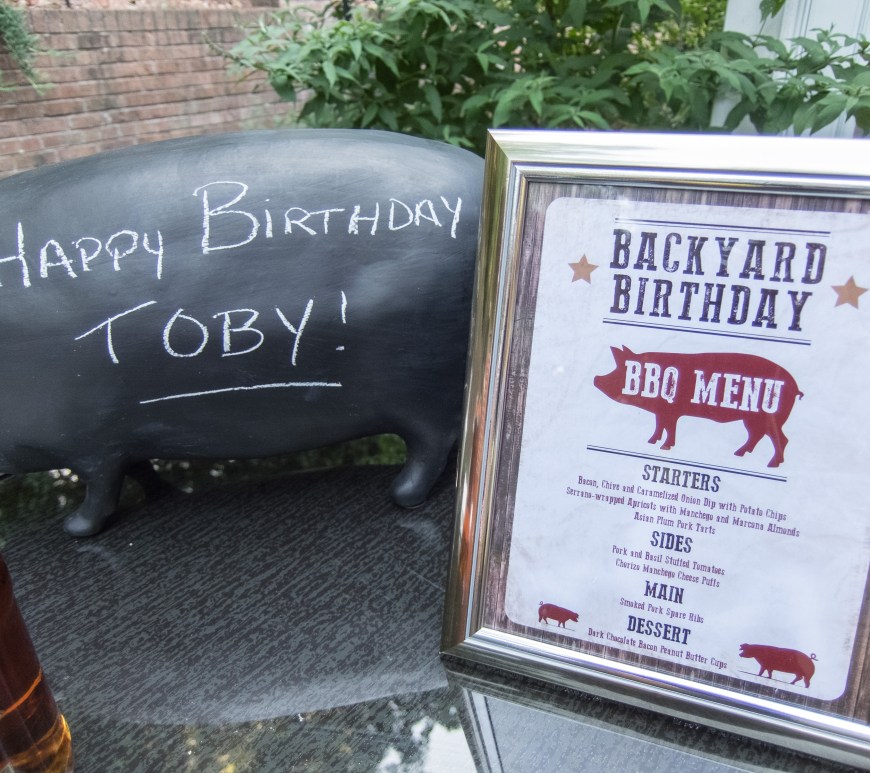 HAPPY BIRTHDAY
TOBY!
BACKYARD
BIRTHDAY
BBQ MENU
STARTERS
Bacon, Chive and Caramelized Onion Dip with Potato Chips
Serrano-wrapped Apricots with Manchego and Marcona Almonds
Asian Plum Pork Tarts
SIDES
Pork and Basil Stuffed Tomatoes
Chorizo Manchego Cheese Puffs
MAIN
Smoked Pork Spare Ribs
DESSERT
Dark Chocolate Bacon Peanut Butter Cups